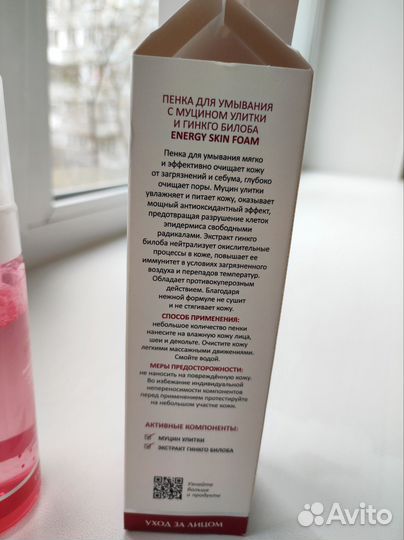 ПЕНКА ДЛЯ УМЫВАНИЯ
С МУЦИНОМ УЛИТКИ
И ГИНКГО БИЛОБА
ENERGY SKIN FOAM
Пенка для умывания мягко
и эффективно очищает кожу
от загрязнений и себума, глубоко
очищает поры. Муцин улитки
увлажняет и питает кожу, оказывает
мощный антиоксидантный эффект,
предотвращая разрушение клеток
эпидермиса свободными
радикалами. Экстракт гинкго
билоба нейтрализует окислительные
процессы в коже, повышает ее
иммунитет в условиях загрязненного
воздуха и перепадов температур.
Обладает противокуперозным
действием. Благодаря
нежной формуле не сушит
и не стягивает кожу.
СПОСОБ ПРИМЕНЕНИЯ:
небольшое количество пенки
нанесите на влажную кожу лица,
шеи и декольте. Очистите кожу
легкими массажными движениями.
Смойте водой.
МЕРЫ ПРЕДОСТОРОЖНОСТИ:
не наносить на повреждённую кожу.
Во избежание индивидуальной
непереносимости компонентов
перед применением протестируйте
на небольшом участке кожи.
АКТИВНЫЕ КОМПОНЕНТЫ:
МУЦИН УЛИТКИ
ЭКСТРАКТ ГИНКГО БИЛОБА
Узнайте
больше
о продукте
УХОД ЗА ЛИЦОМ
Avito